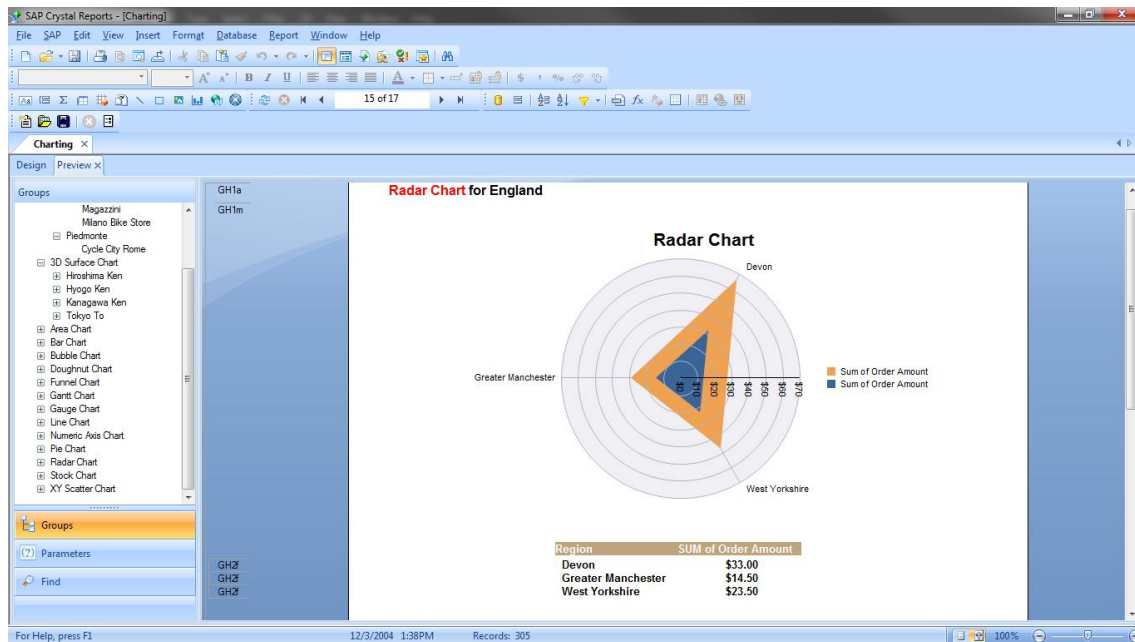 SAP Crystal Reports - [Charting]
File SAP Edit View Insert Format Database Report Window Help
A A B I U A $ , %
15 of 17
Charting
Design Preview
Groups
Magazzini
Milano Bike Store
Piedmonte
Cycle City Rome
3D Surface Chart
Hiroshima Ken
Hyogo Ken
Kanagawa Ken
Tokyo To
Area Chart
Bar Chart
Bubble Chart
Doughnut Chart
Funnel Chart
Gantt Chart
Gauge Chart
Line Chart
Numeric Axis Chart
Pie Chart
Radar Chart
Stock Chart
XY Scatter Chart
Groups
Parameters
Find
GH1a
GH1m
GH2f
GH2f
GH2f
Radar Chart for England
Radar Chart
Devon
Greater Manchester
West Yorkshire
$0 $10 $20 $30 $40 $50 $60 $70
Sum of Order Amount
Sum of Order Amount
Region SUM of Order Amount
Devon $33.00
Greater Manchester $14.50
West Yorkshire $23.50
For Help, press F1 12/3/2004 1:38PM Records: 305 100%